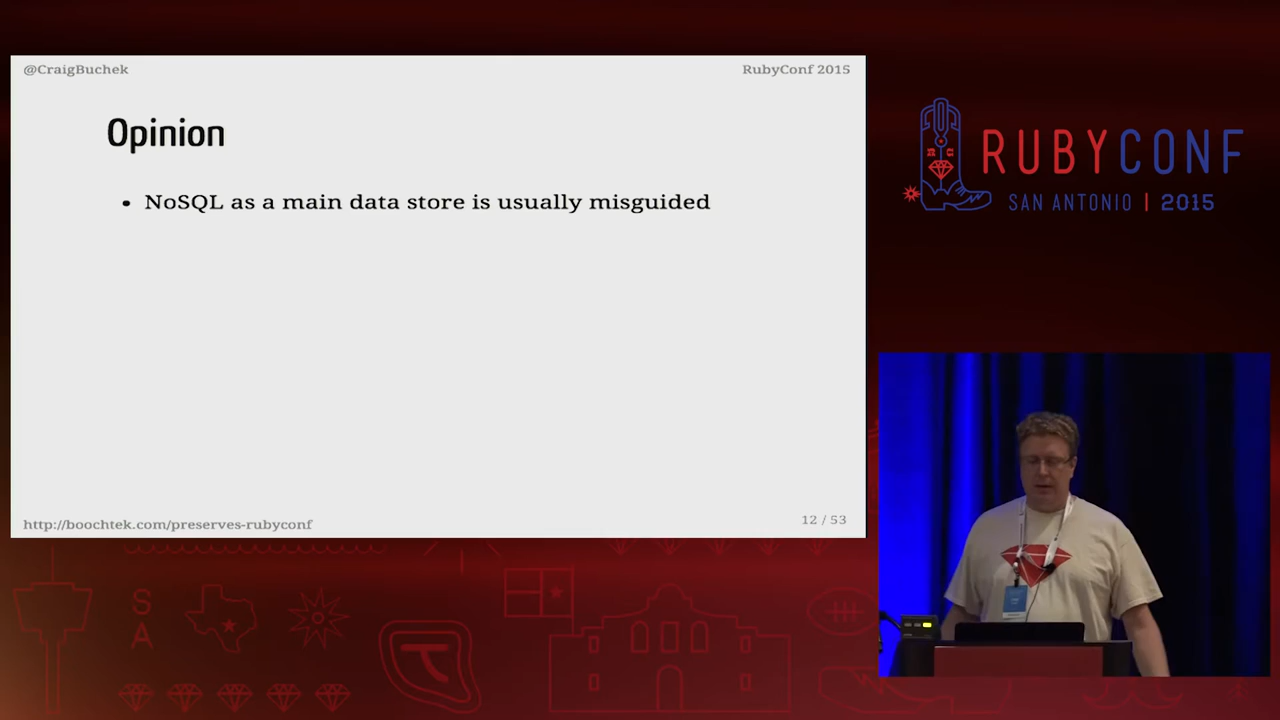 @CraigBuchek
RubyConf 2015
Opinion
• NoSQL as a main data store is usually misguided
http://boochtek.com/preserves-rubyconf
12 / 53
RUBYCONF
SAN ANTONIO | 2015
S
A